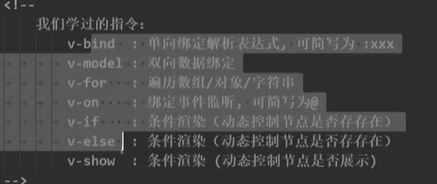 <!--
我们学过的指令:
v-bind : 单向绑定解析表达式, 可简写为 :xxx
v-model : 双向数据绑定
v-for : 遍历数组/对象/字符串
v-on : 绑定事件监听, 可简写为@
v-if : 条件渲染（动态控制节点是否存存在）
v-else : 条件渲染（动态控制节点是否存存在）
v-show : 条件渲染 (动态控制节点是否展示)
-->